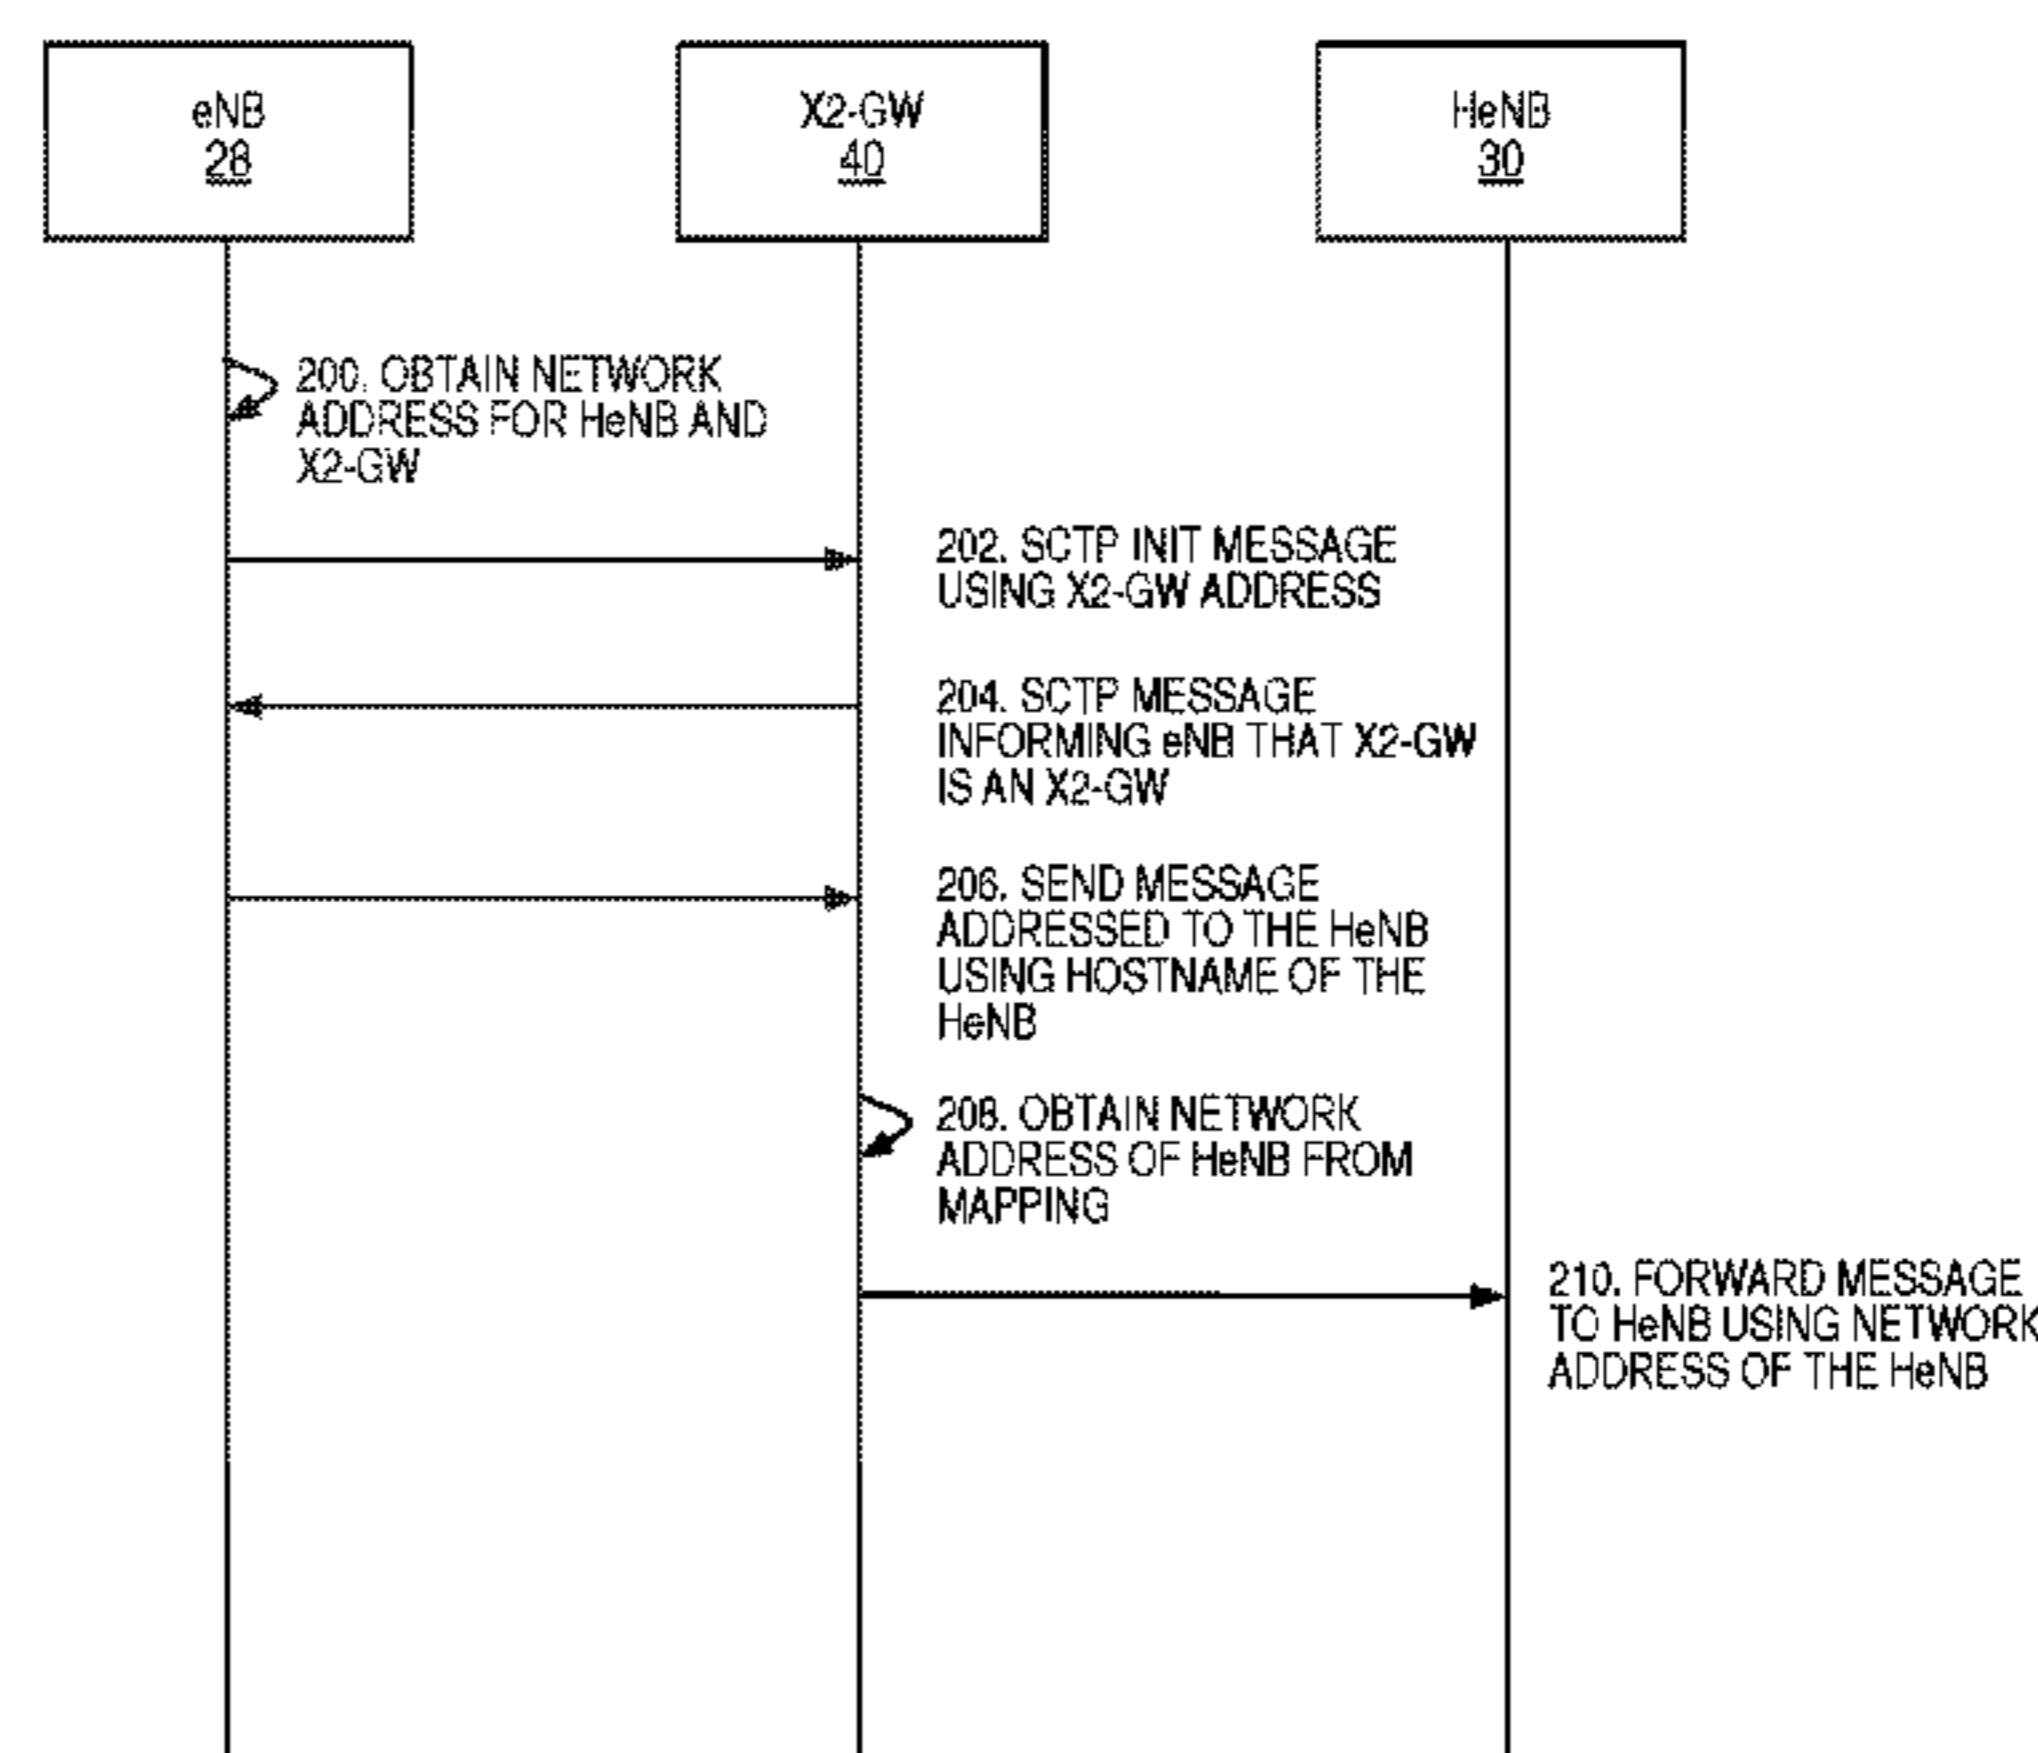 eNB
28
X2-GW
40
HeNB
30
200. OBTAIN NETWORK
ADDRESS FOR HeNB AND
X2-GW
202. SCTP INIT MESSAGE
USING X2-GW ADDRESS
204. SCTP MESSAGE
INFORMING eNB THAT X2-GW
IS AN X2-GW
206. SEND MESSAGE
ADDRESSED TO THE HeNB
USING HOSTNAME OF THE
HeNB
208. OBTAIN NETWORK
ADDRESS OF HeNB FROM
MAPPING
210. FORWARD MESSAGE
TO HeNB USING NETWORK
ADDRESS OF THE HeNB